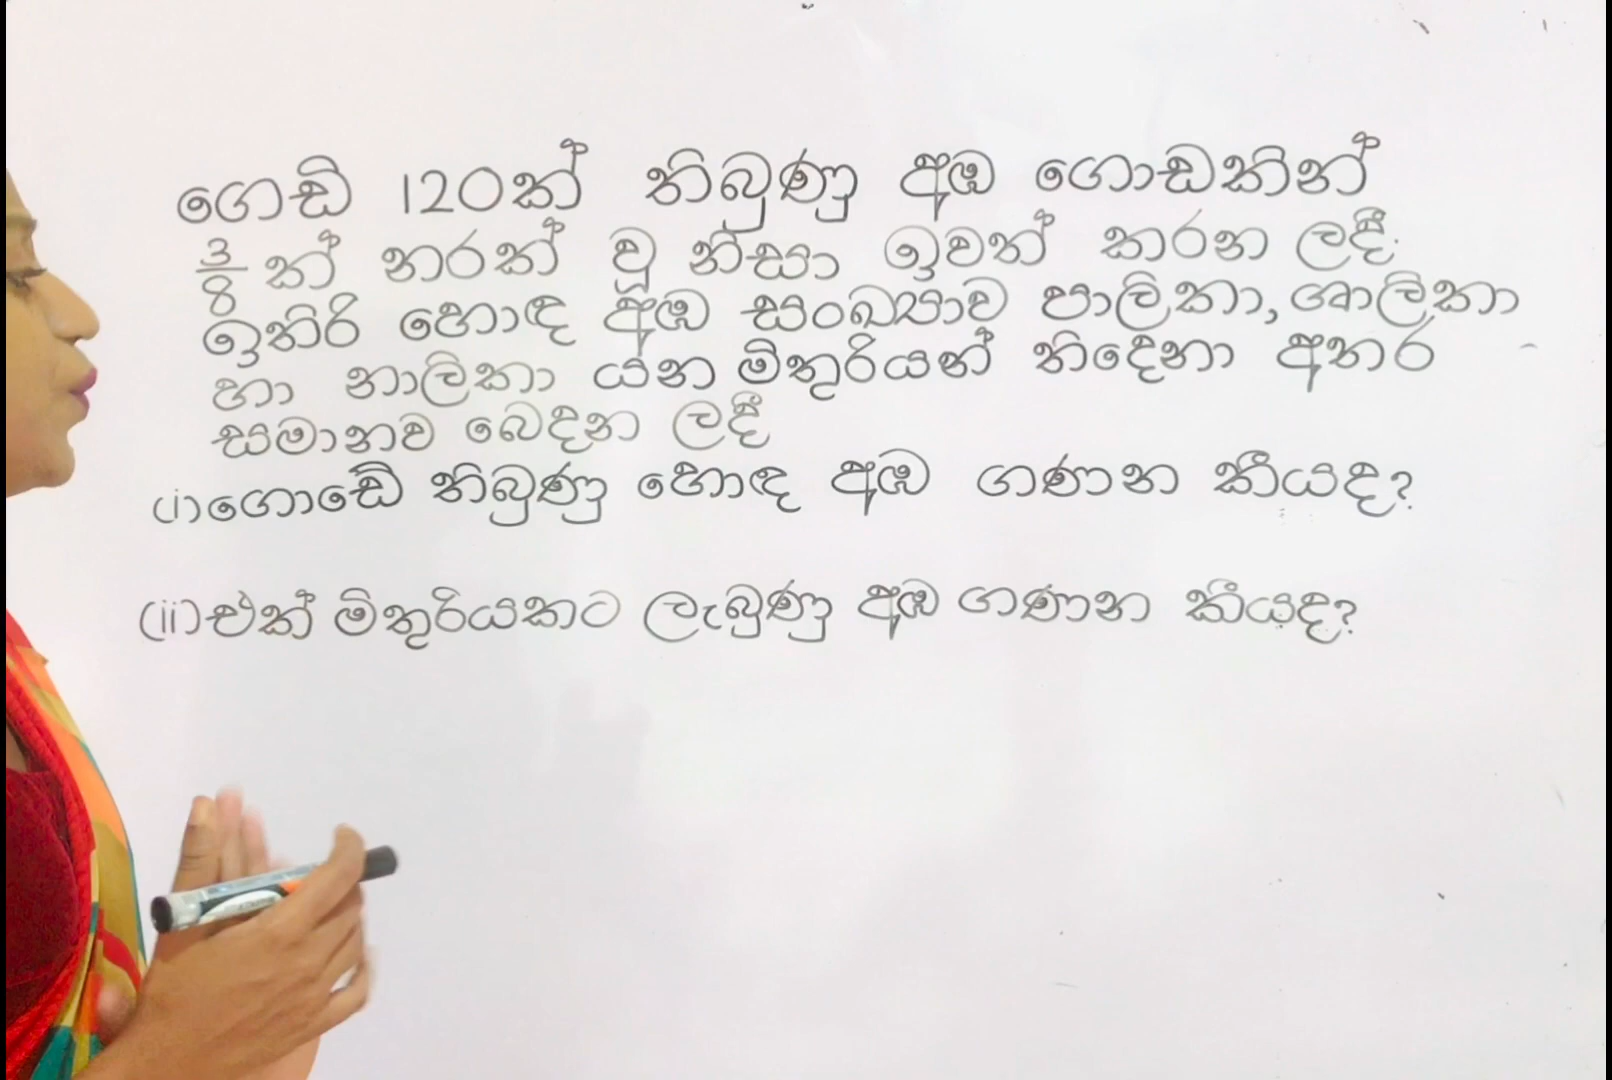 ගෙඩි 120ක් තිබුණු අඹ ගොඩකින්
3/8 ක් නරක් වූ නිසා ඉවත් කරන ලදී.
ඉතිරි හොඳ අඹ සංඛ්‍යාව පාලිකා, ශාලිකා
හා නාලිකා යන මිතුරියන් තිදෙනා අතර
සමානව බෙදන ලදී
(i) ගොඩේ තිබුණු හොඳ අඹ ගණන කීයද?
(ii) එක් මිතුරියකට ලැබුණු අඹ ගණන කීයද?